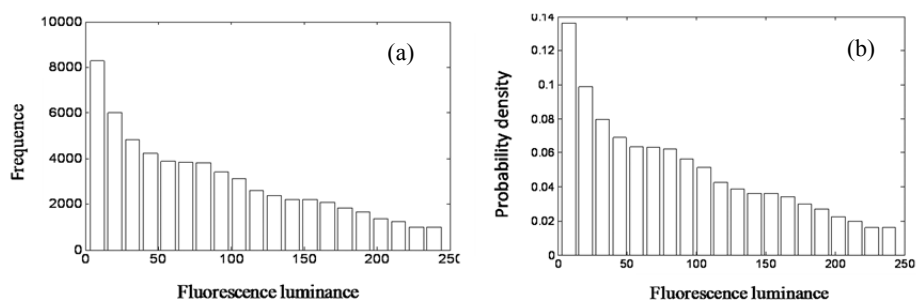 10000
8000
6000
4000
2000
0
Frequence
(a)
0 50 100 150 200 250
Fluorescence luminance
0.14
0.12
0.1
0.08
0.06
0.04
0.02
0
Probability density
(b)
0 50 100 150 200 250
Fluorescence luminance